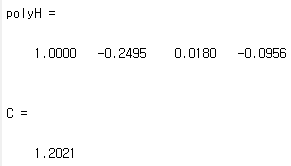 polyH =
1.0000 -0.2495 0.0180 -0.0956
C =
1.2021